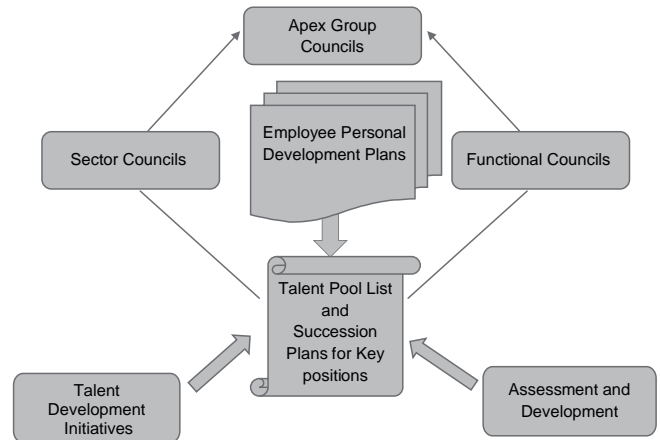 Apex Group
Councils
Employee Personal
Development Plans
Sector Councils
Functional Councils
Talent Pool List
and
Succession
Plans for Key
positions
Talent
Development
Initiatives
Assessment and
Development